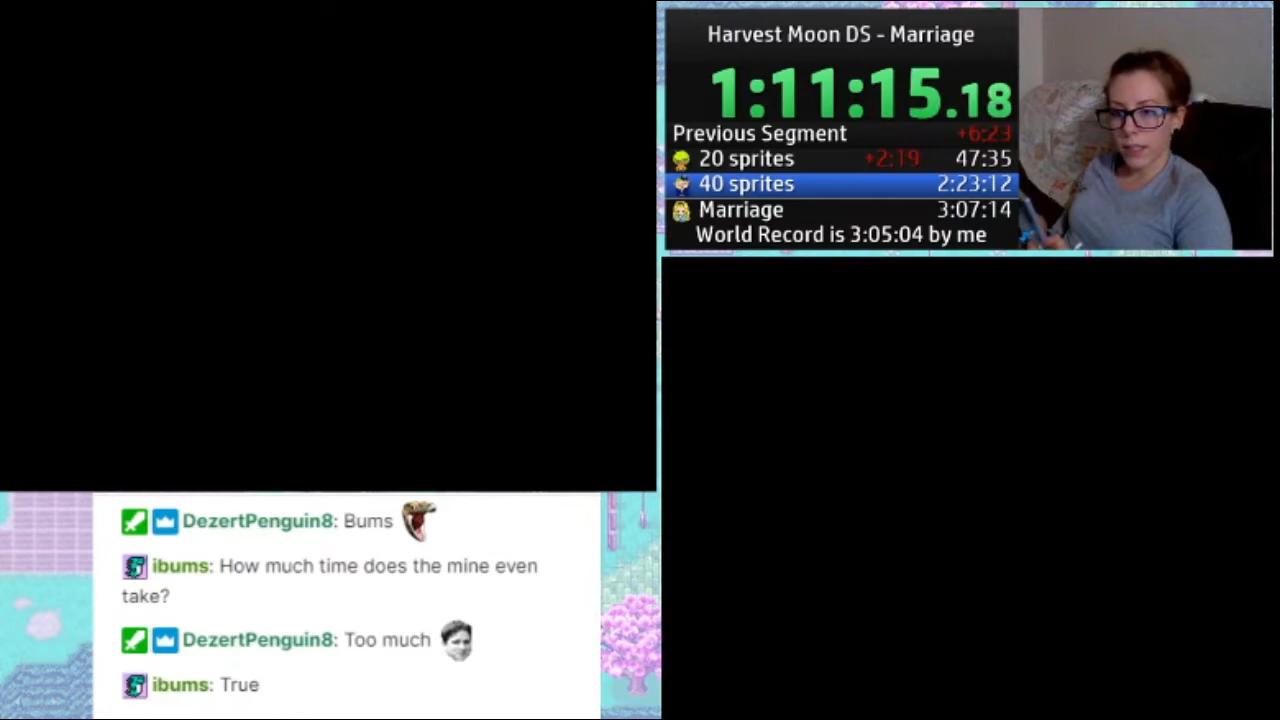 Harvest Moon DS - Marriage
1:11:15.18
Previous Segment +6:23
20 sprites +2:19 47:35
40 sprites 2:23:12
Marriage 3:07:14
World Record is 3:05:04 by me
DezertPenguin8: Bums
ibums: How much time does the mine even
take?
DezertPenguin8: Too much
ibums: True